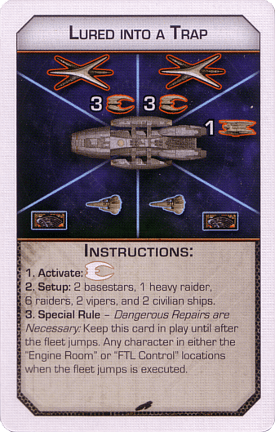 LURED INTO A TRAP
3 3
1
INSTRUCTIONS:
1. Activate:
2. Setup: 2 basestars, 1 heavy raider,
6 raiders, 2 vipers, and 2 civilian ships.
3. Special Rule – Dangerous Repairs are
Necessary: Keep this card in play until after
the fleet jumps. Any character in either the
"Engine Room" or "FTL Control" locations
when the fleet jumps is executed.